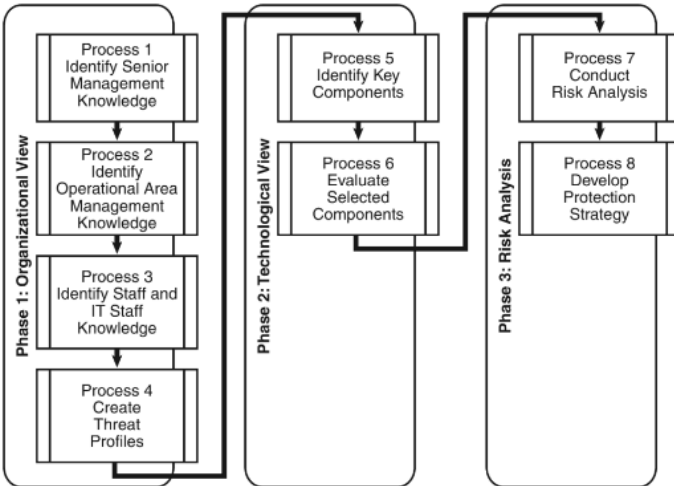 Phase 1: Organizational View
Process 1
Identify Senior
Management
Knowledge
Process 2
Identify
Operational Area
Management
Knowledge
Process 3
Identify Staff and
IT Staff
Knowledge
Process 4
Create
Threat
Profiles
Phase 2: Technological View
Process 5
Identify Key
Components
Process 6
Evaluate
Selected
Components
Phase 3: Risk Analysis
Process 7
Conduct
Risk Analysis
Process 8
Develop
Protection
Strategy